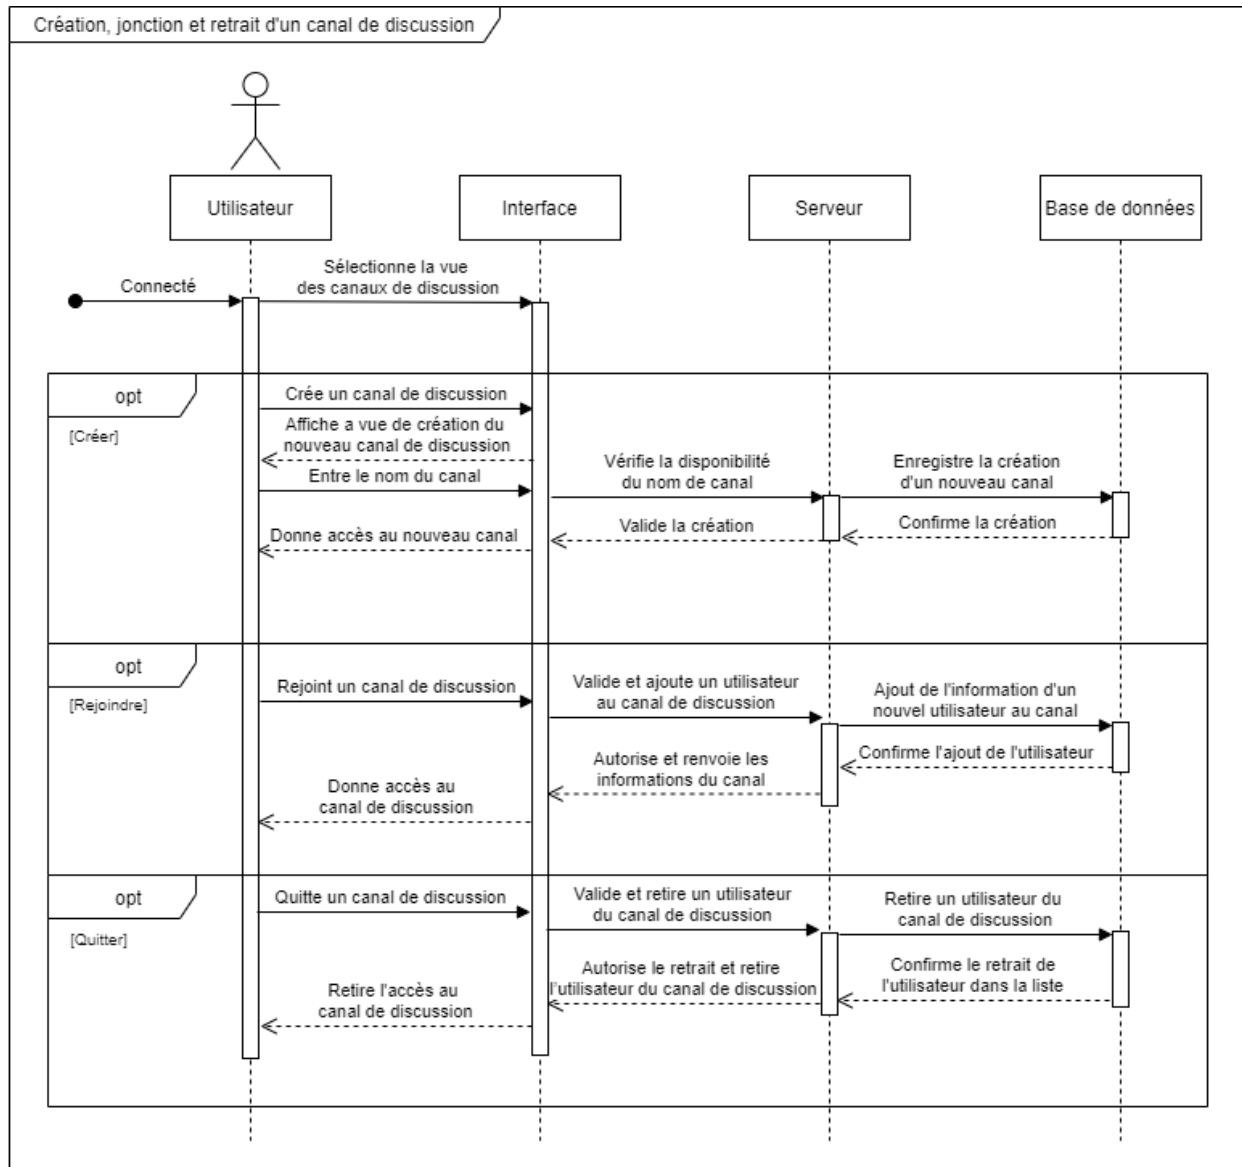 Création, jonction et retrait d'un canal de discussion
Utilisateur
Interface
Serveur
Base de données
Connecté
Sélectionne la vue
des canaux de discussion
opt
[Créer]
Crée un canal de discussion
Affiche a vue de création du
nouveau canal de discussion
Entre le nom du canal
Vérifie la disponibilité
du nom de canal
Enregistre la création
d'un nouveau canal
Confirme la création
Valide la création
Donne accès au nouveau canal
opt
[Rejoindre]
Rejoint un canal de discussion
Valide et ajoute un utilisateur
au canal de discussion
Ajout de l'information d'un
nouvel utilisateur au canal
Confirme l'ajout de l'utilisateur
Autorise et renvoie les
informations du canal
Donne accès au
canal de discussion
opt
[Quitter]
Quitte un canal de discussion
Valide et retire un utilisateur
du canal de discussion
Retire un utilisateur du
canal de discussion
Confirme le retrait de
l'utilisateur dans la liste
Autorise le retrait et retire
l'utilisateur du canal de discussion
Retire l'accès au
canal de discussion